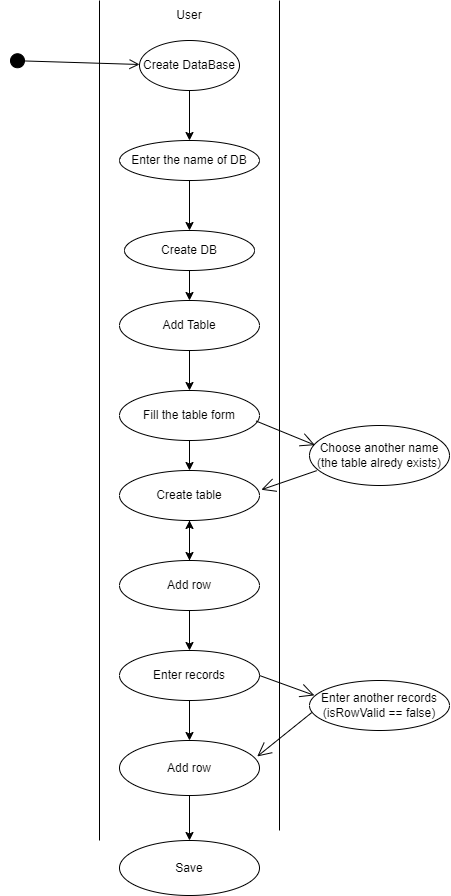 User
Create DataBase
Enter the name of DB
Create DB
Add Table
Fill the table form
Choose another name
(the table alredy exists)
Create table
Add row
Enter records
Enter another records
(isRowValid == false)
Add row
Save